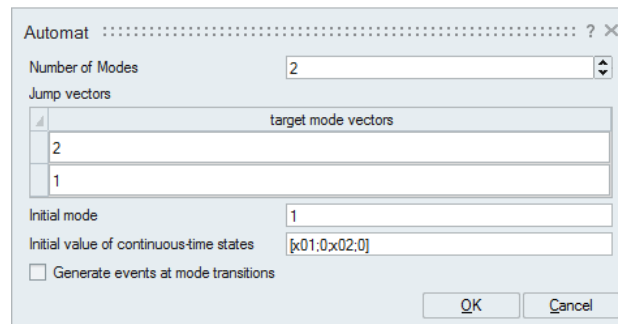 Automat ?
Number of Modes 2
Jump vectors
target mode vectors
2
1
Initial mode 1
Initial value of continuous-time states [x01;0;x02;0]
Generate events at mode transitions
OK Cancel